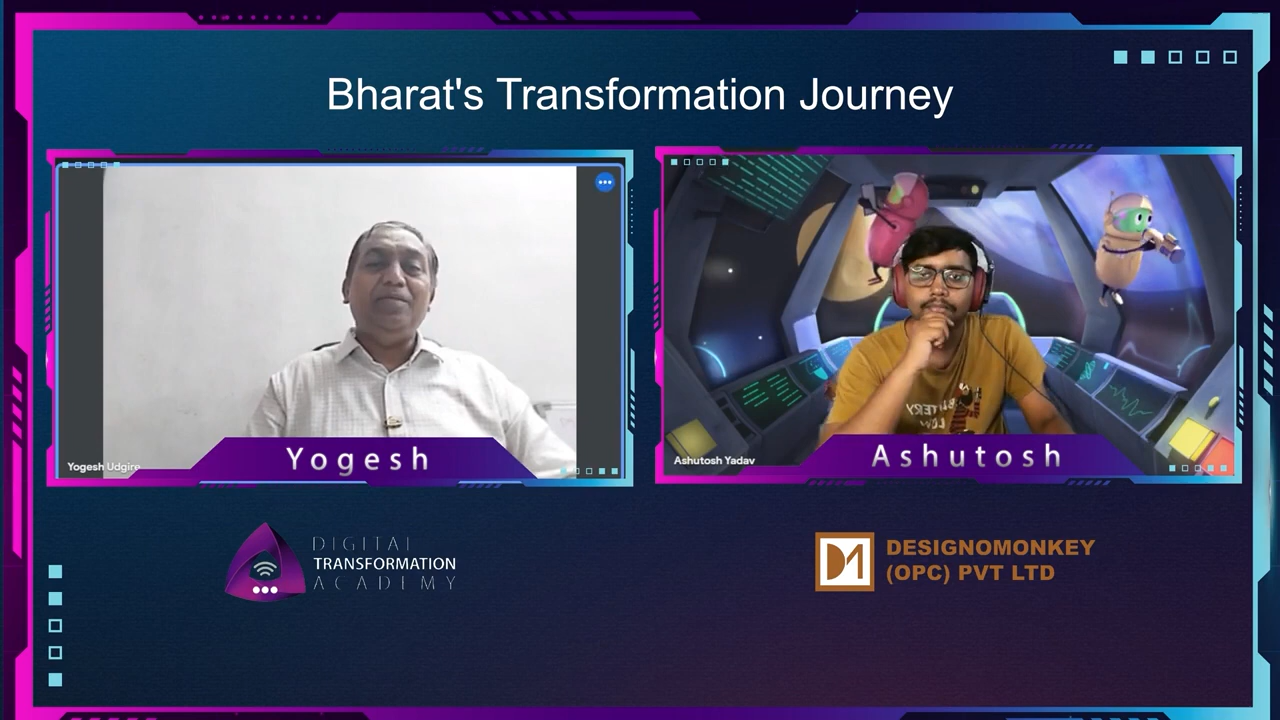 Bharat's Transformation Journey
Yogesh Udgire
Yogesh
Ashutosh Yadav
Ashutosh
DIGITAL
TRANSFORMATION
ACADEMY
DESIGNOMONKEY
(OPC) PVT LTD